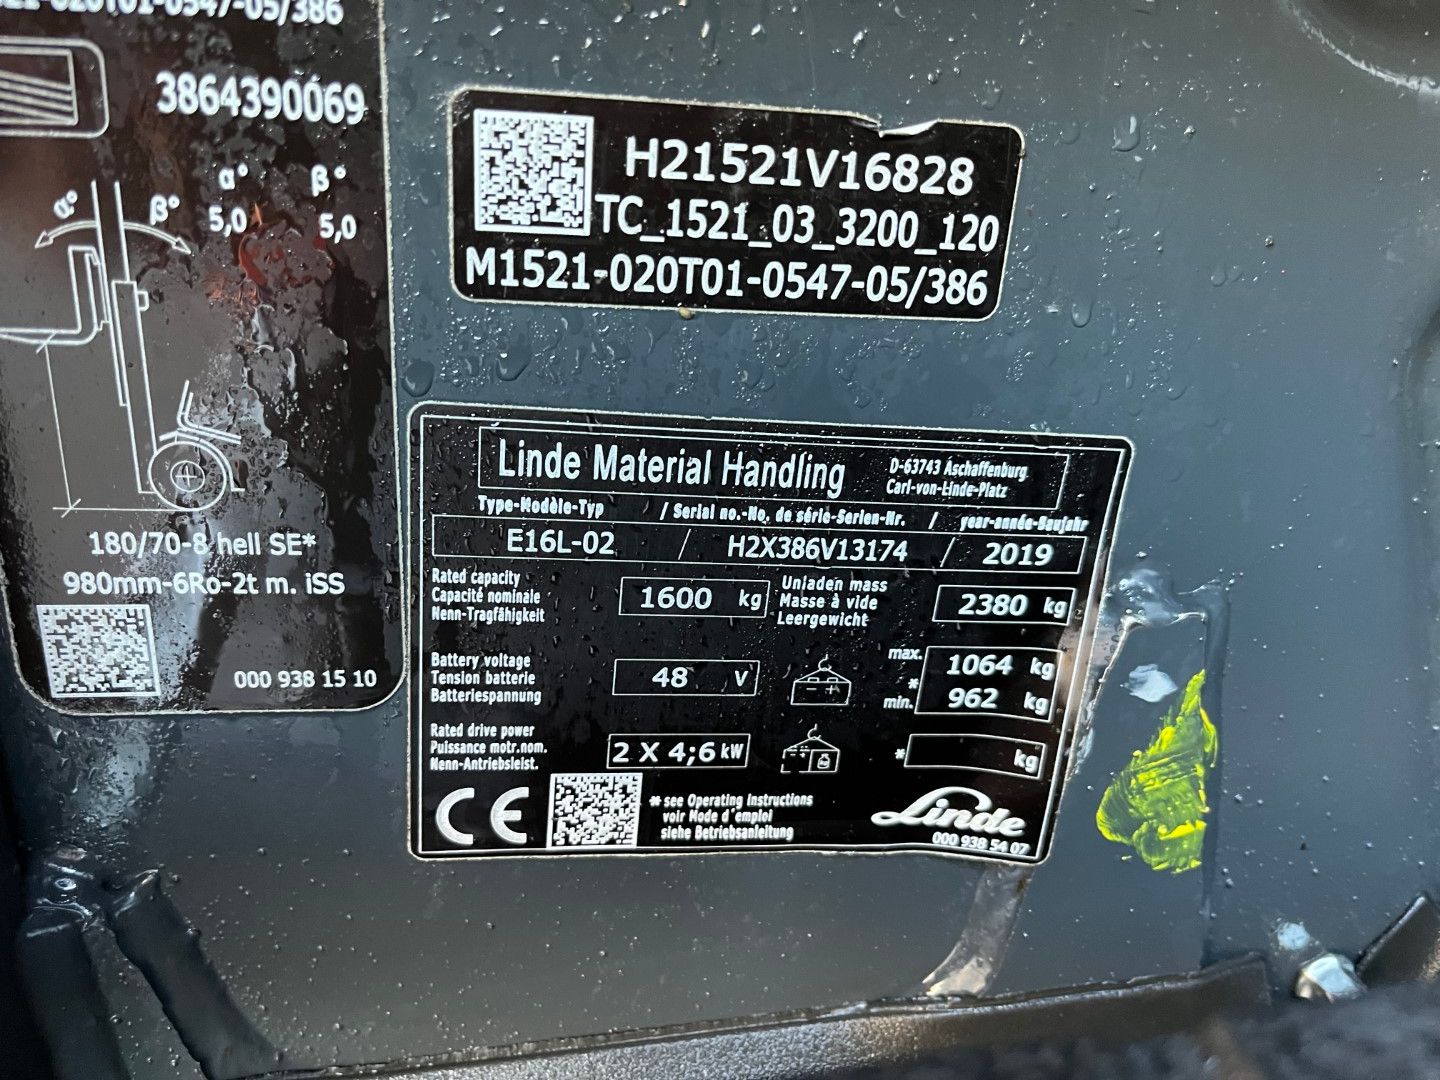 21-020T01-0547-05/386
3864390069
α° β°
5,0 5,0
α° β°
180/70-8 hell SE*
980mm-6Ro-2t m. iSS
000 938 15 10
H21521V16828
TC_1521_03_3200_120
M1521-020T01-0547-05/386
Linde Material Handling
D-63743 Aschaffenburg
Carl-von-Linde-Platz
Type-Modèle-Typ / Serial no.-No. de série-Serien-Nr. / year-année-Baujahr
E16L-02 / H2X386V13174 / 2019
Rated capacity
Capacité nominale
Nenn-Tragfähigkeit
1600 kg
Unladen mass
Masse à vide
Leergewicht
2380 kg
Battery voltage
Tension batterie
Batteriespannung
48 V
- +
max. 1064 kg
*
min. 962 kg
Rated drive power
Puissance motr.nom.
Nenn-Antriebsleist.
2 X 4;6 kW
* kg
CE
* see Operating Instructions
voir Mode d'emploi
siehe Betriebsanleitung
Linde
000 938 54 07